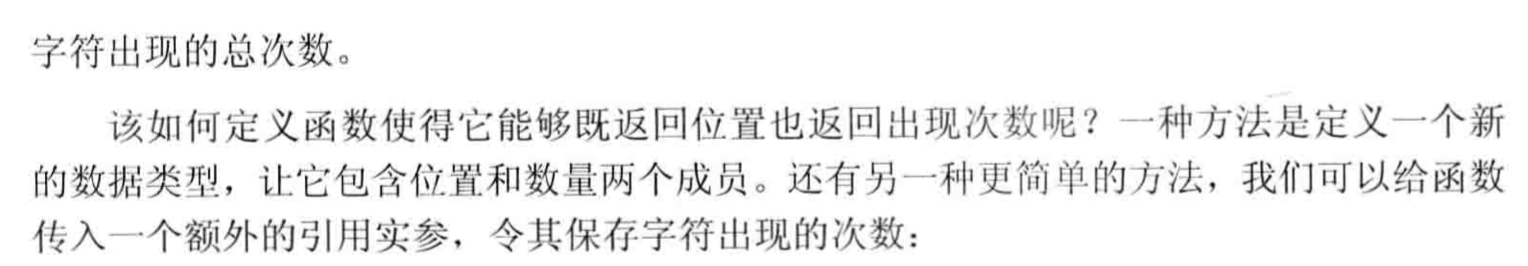 字符出现的总次数。
该如何定义函数使得它能够既返回位置也返回出现次数呢？一种方法是定义一个新
的数据类型，让它包含位置和数量两个成员。还有另一种更简单的方法，我们可以给函数
传入一个额外的引用实参，令其保存字符出现的次数：